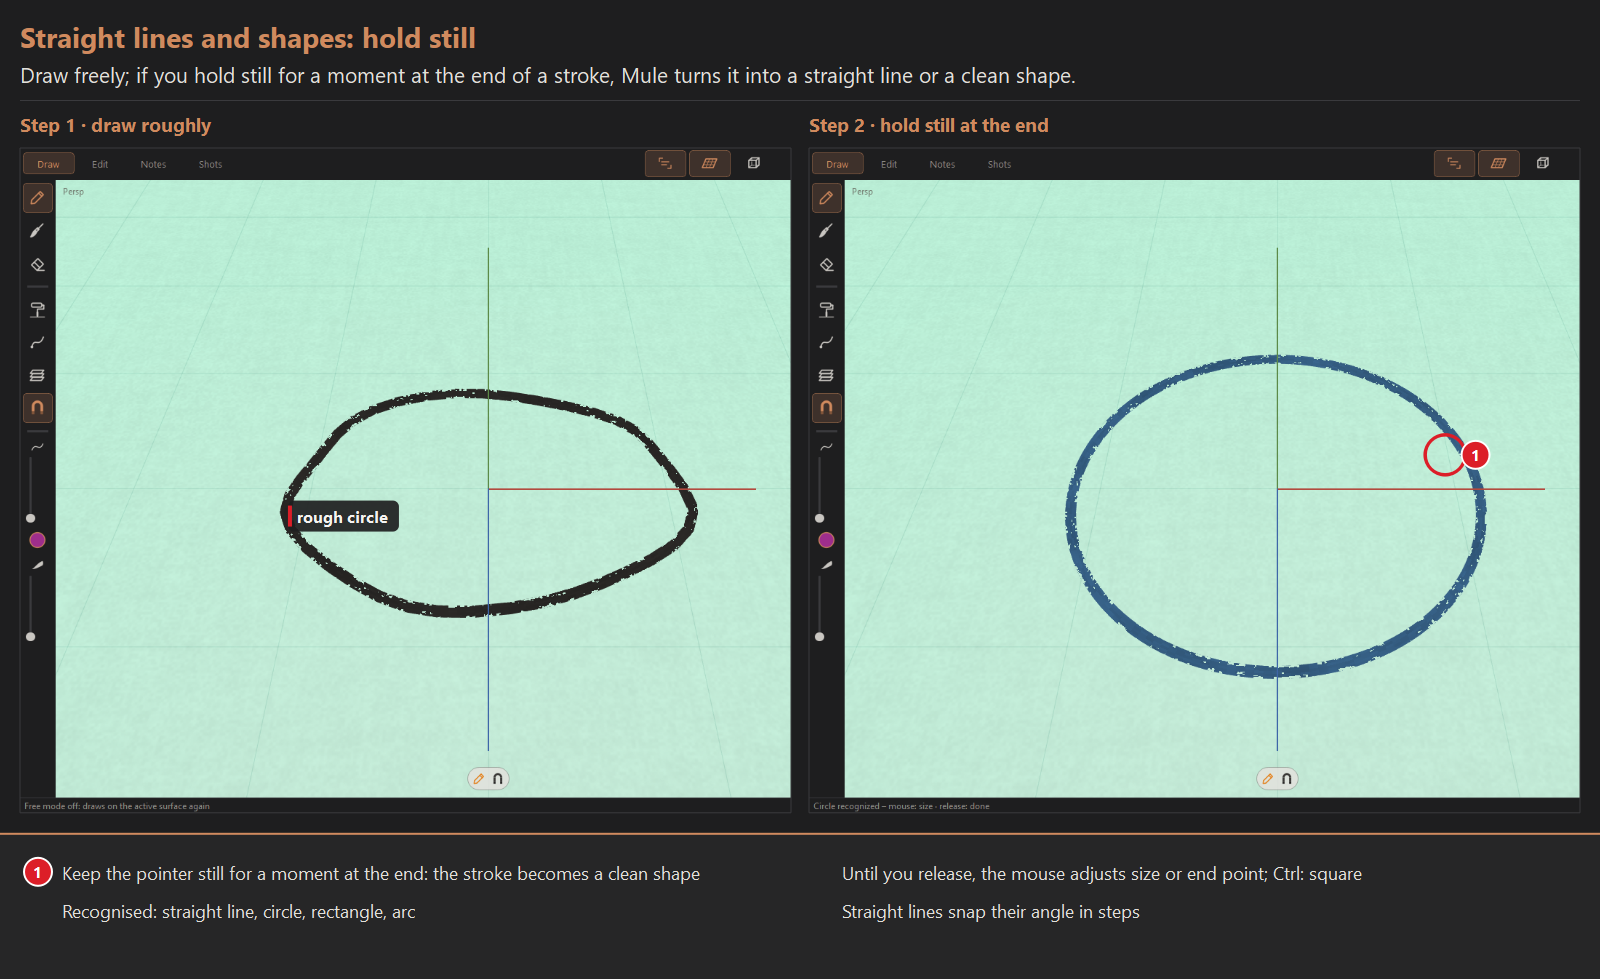 Straight lines and shapes: hold still
Draw freely; if you hold still for a moment at the end of a stroke, Mule turns it into a straight line or a clean shape.
Step 1 · draw roughly
Draw Edit Notes Shots
Persp
rough circle
Free mode off: draws on the active surface again
Step 2 · hold still at the end
Draw Edit Notes Shots
Persp
1
Circle recognized – mouse: size · release: done
1 Keep the pointer still for a moment at the end: the stroke becomes a clean shape
Recognised: straight line, circle, rectangle, arc
Until you release, the mouse adjusts size or end point; Ctrl: square
Straight lines snap their angle in steps